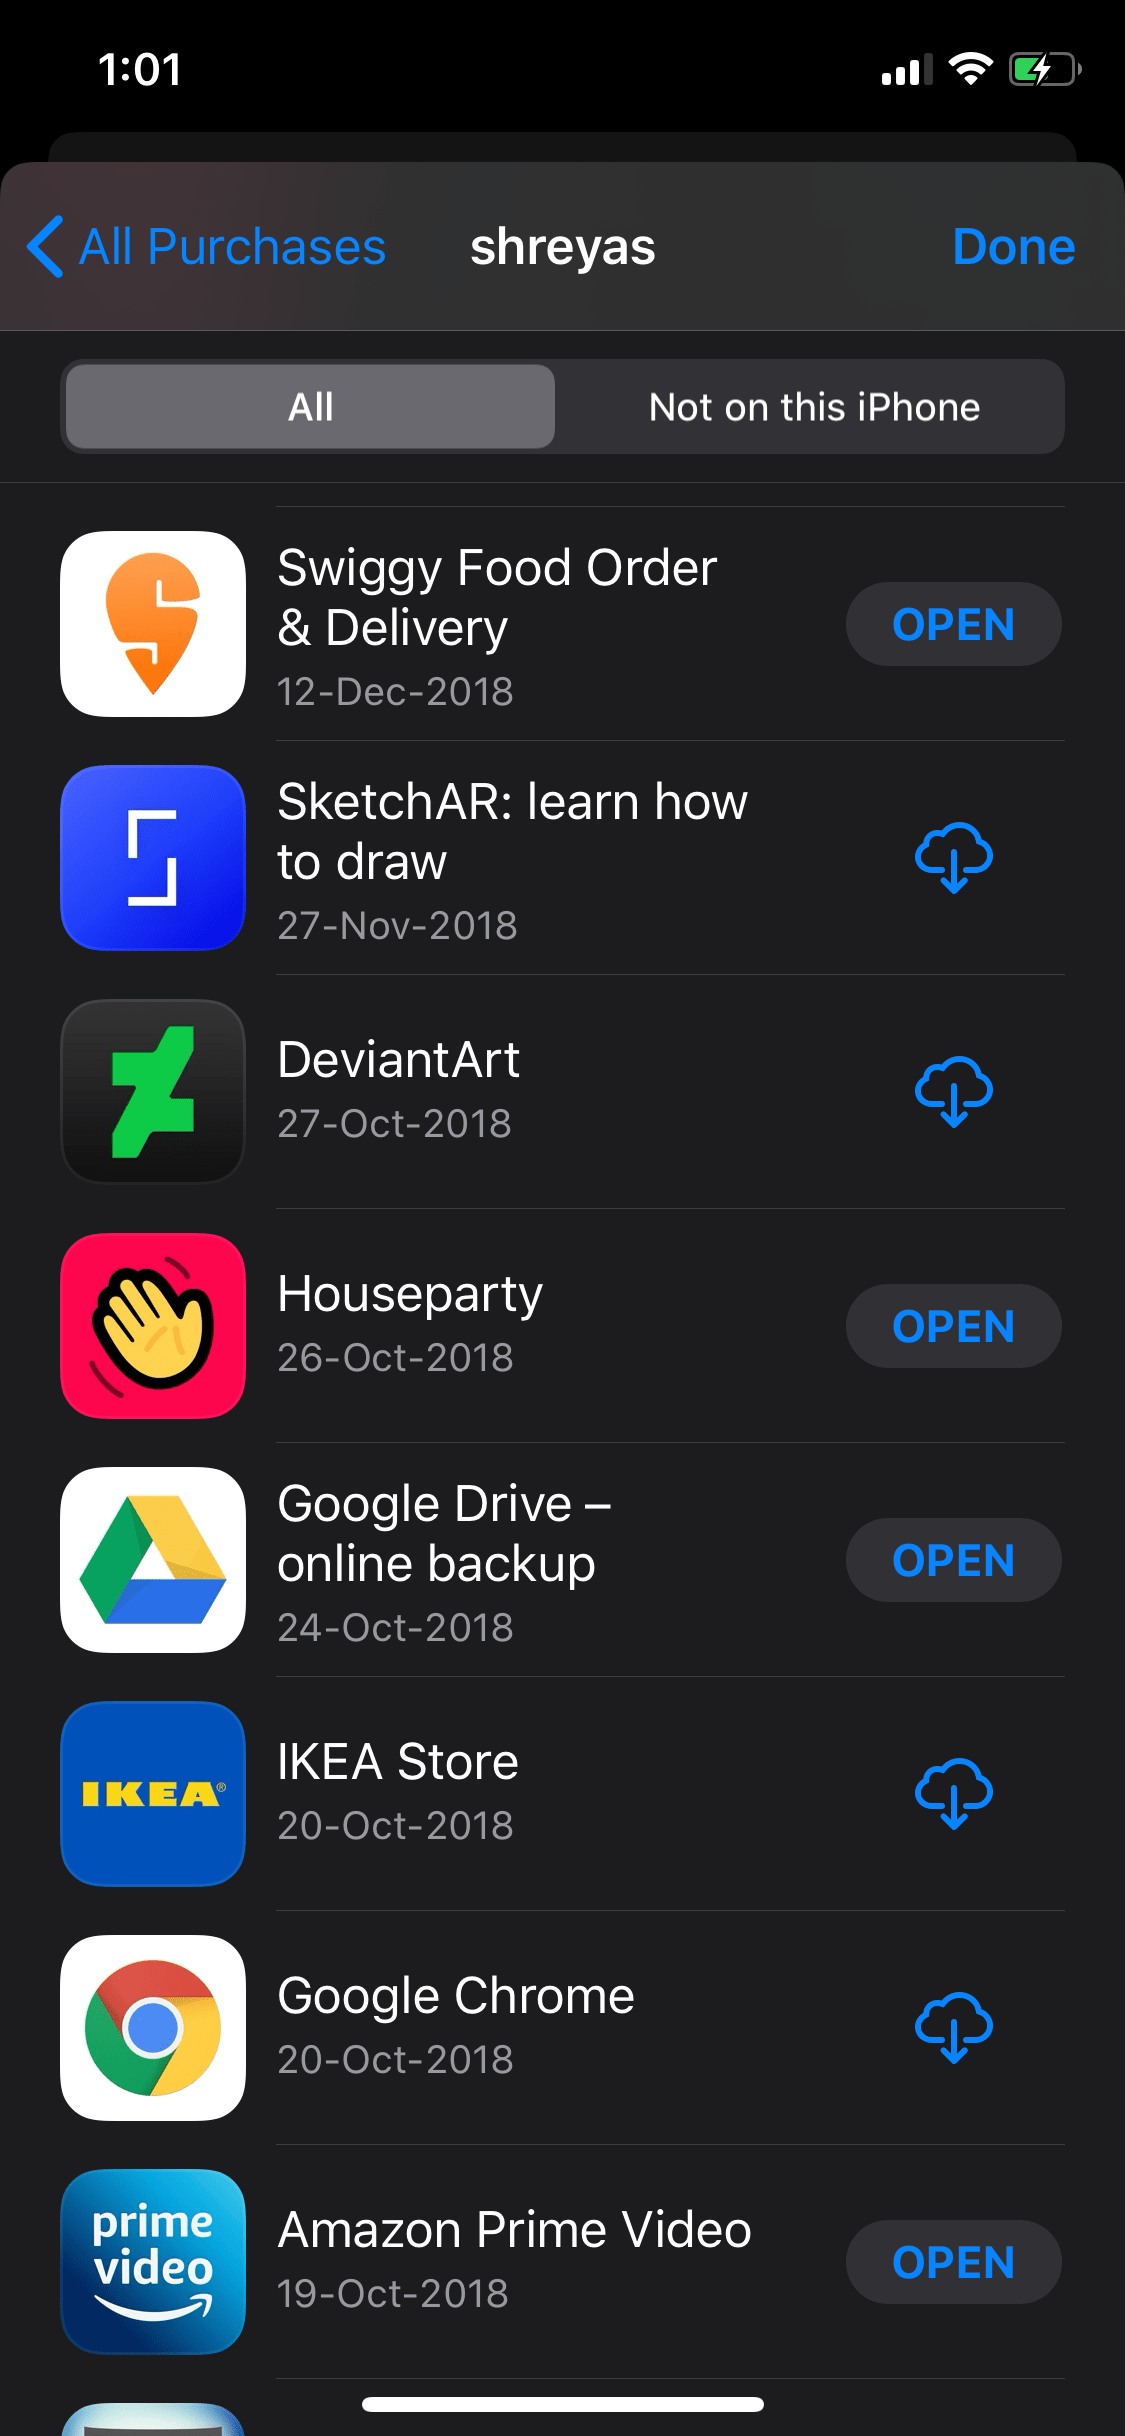 1:01
All Purchases
shreyas
Done
All
Not on this iPhone
Swiggy Food Order
& Delivery
12-Dec-2018
OPEN
SketchAR: learn how
to draw
27-Nov-2018
DeviantArt
27-Oct-2018
Houseparty
26-Oct-2018
OPEN
Google Drive –
online backup
24-Oct-2018
OPEN
IKEA®
IKEA Store
20-Oct-2018
Google Chrome
20-Oct-2018
prime
video
Amazon Prime Video
19-Oct-2018
OPEN